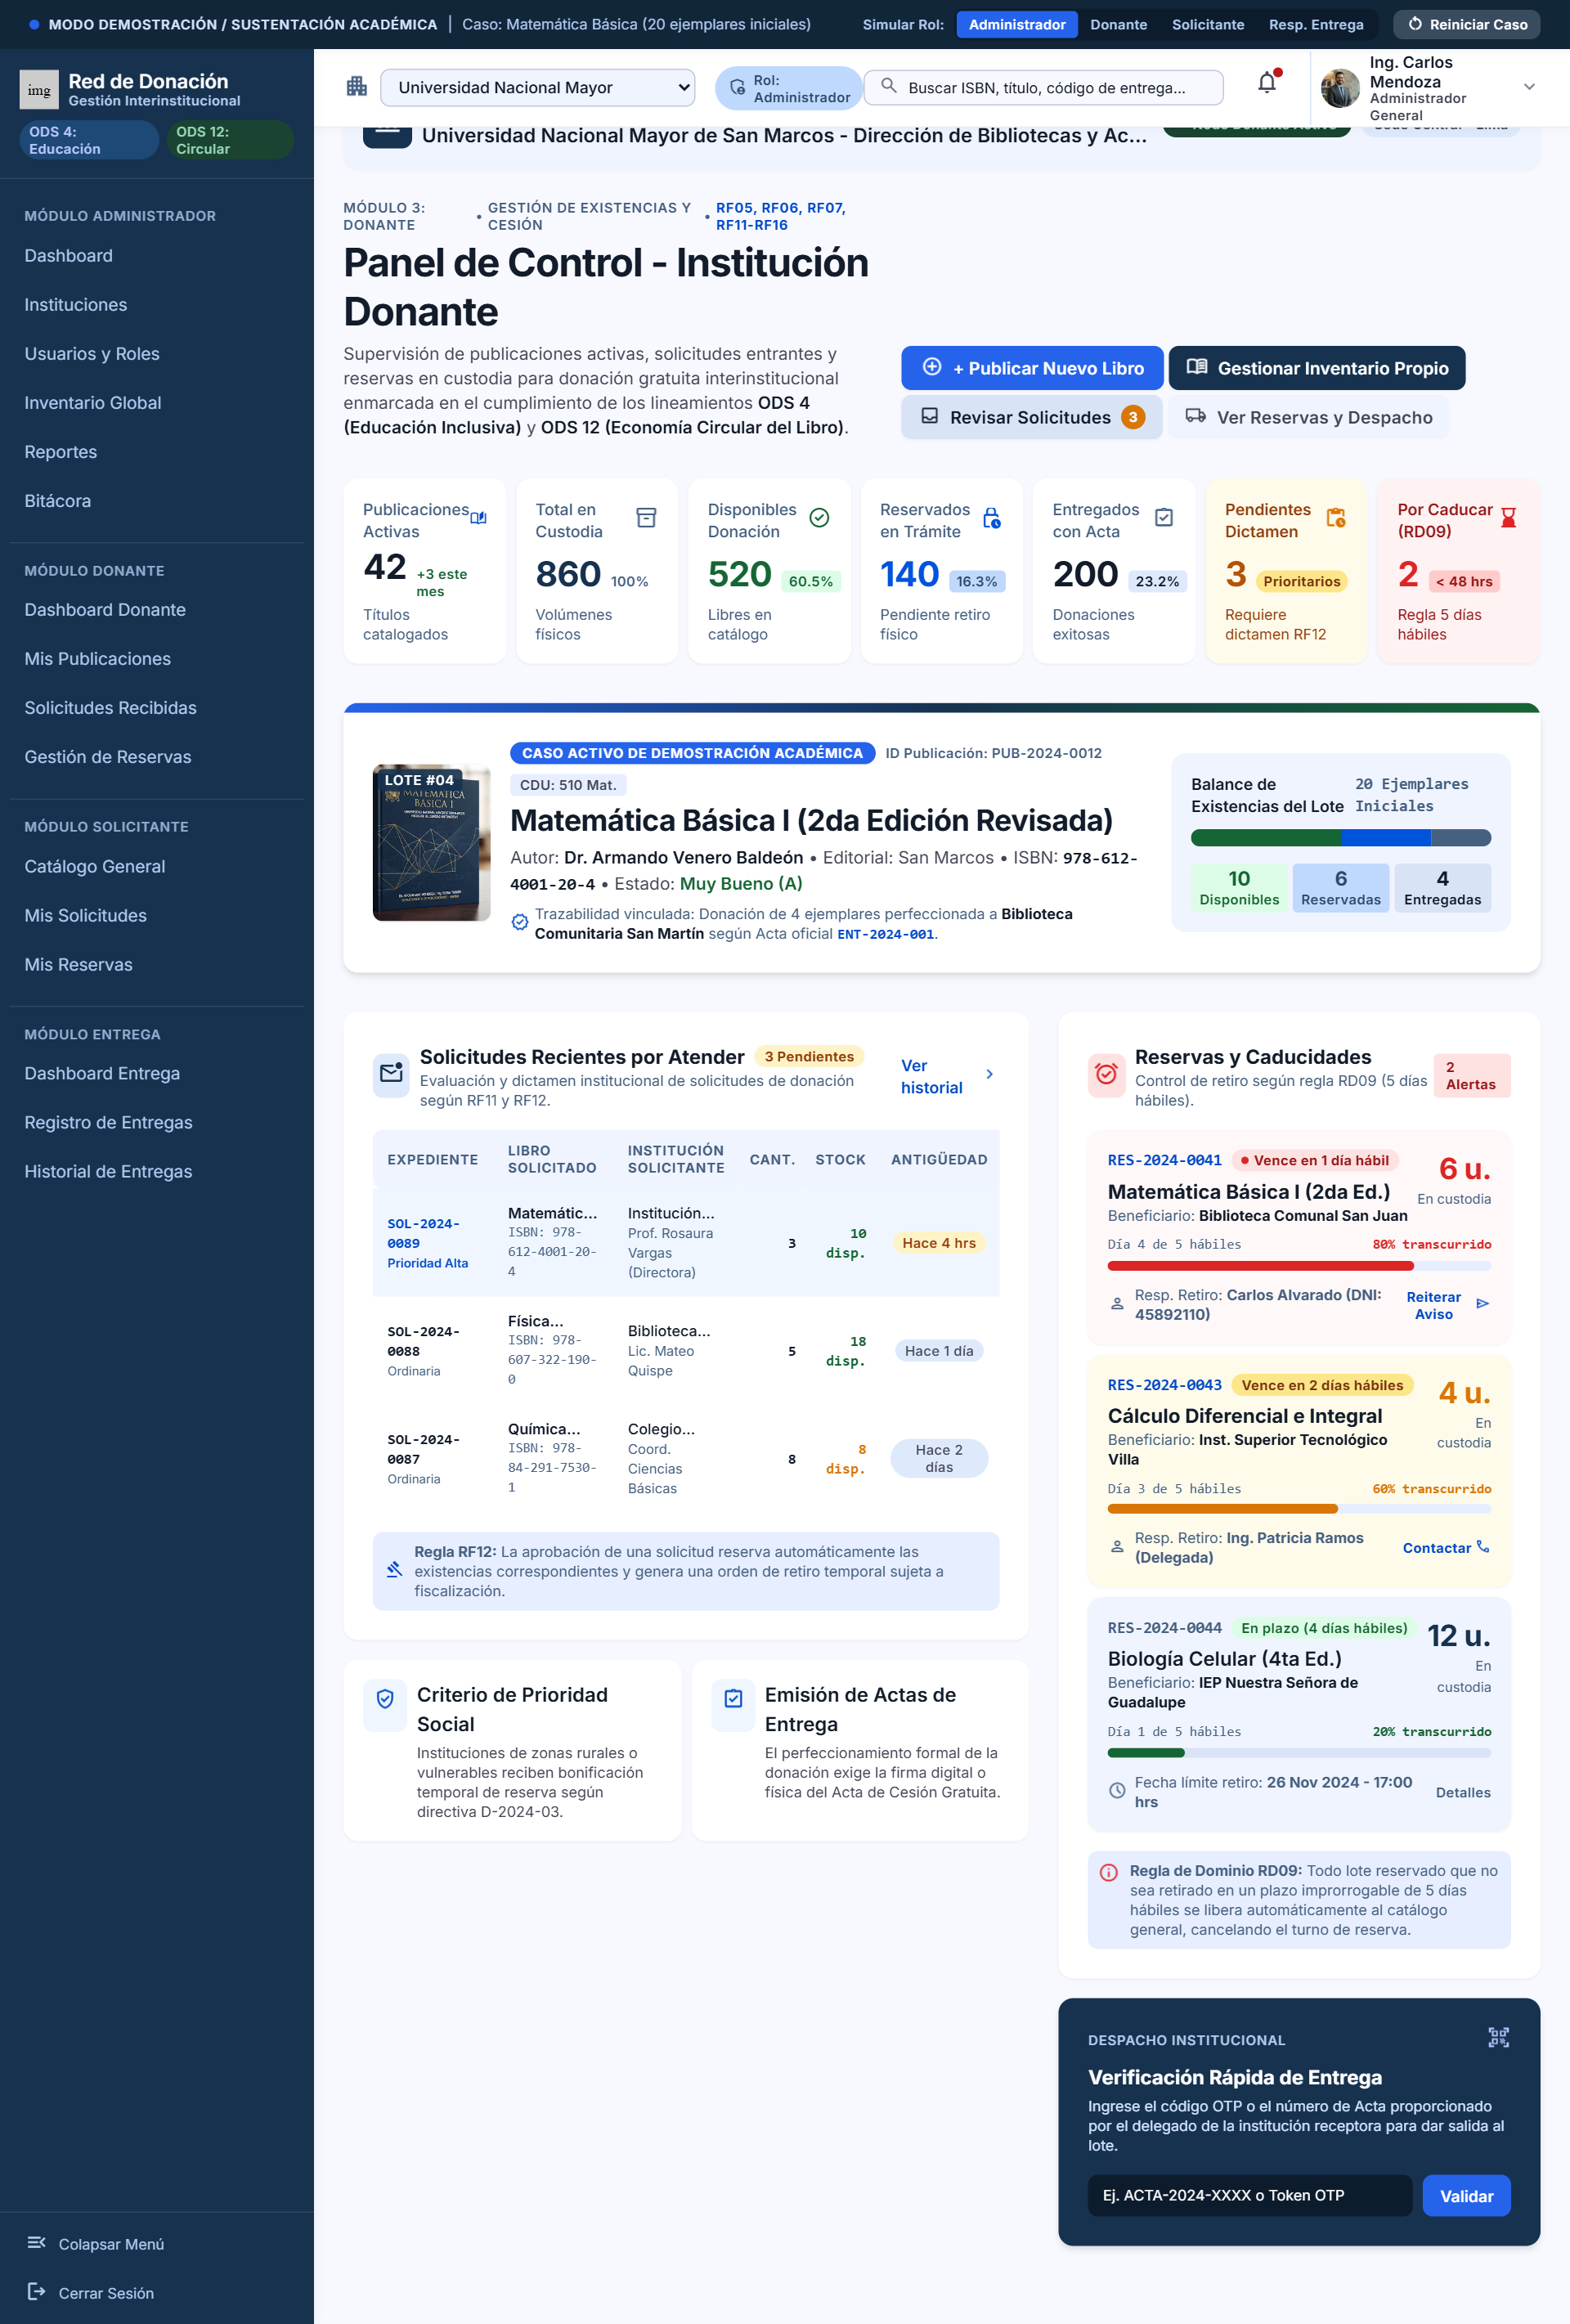 MODO DEMOSTRACIÓN / SUSTENTACIÓN ACADÉMICA | Caso: Matemática Básica (20 ejemplares iniciales)
Simular Rol: Administrador Donante Solicitante Resp. Entrega Reiniciar Caso
img
Red de Donación
Gestión Interinstitucional
ODS 4: Educación
ODS 12: Circular
MÓDULO ADMINISTRADOR
Dashboard
Instituciones
Usuarios y Roles
Inventario Global
Reportes
Bitácora
MÓDULO DONANTE
Dashboard Donante
Mis Publicaciones
Solicitudes Recibidas
Gestión de Reservas
MÓDULO SOLICITANTE
Catálogo General
Mis Solicitudes
Mis Reservas
MÓDULO ENTREGA
Dashboard Entrega
Registro de Entregas
Historial de Entregas
Colapsar Menú
Cerrar Sesión
Universidad Nacional Mayor
Rol:
Administrador
Buscar ISBN, título, código de entrega...
Ing. Carlos
Mendoza
Administrador
General
Universidad Nacional Mayor de San Marcos - Dirección de Bibliotecas y Ac...
MÓDULO 3: DONANTE • GESTIÓN DE EXISTENCIAS Y CESIÓN • RF05, RF06, RF07, RF11-RF16
Panel de Control - Institución
Donante
Supervisión de publicaciones activas, solicitudes entrantes y
reservas en custodia para donación gratuita interinstitucional
enmarcada en el cumplimiento de los lineamientos ODS 4
(Educación Inclusiva) y ODS 12 (Economía Circular del Libro).
+ Publicar Nuevo Libro
Gestionar Inventario Propio
Revisar Solicitudes 3
Ver Reservas y Despacho
Publicaciones
Activas
42 +3 este mes
Títulos
catalogados
Total en
Custodia
860 100%
Volúmenes
físicos
Disponibles
Donación
520 60.5%
Libres en
catálogo
Reservados
en Trámite
140 16.3%
Pendiente retiro
físico
Entregados
con Acta
200 23.2%
Donaciones
exitosas
Pendientes
Dictamen
3 Prioritarios
Requiere
dictamen RF12
Por Caducar
(RD09)
2 < 48 hrs
Regla 5 días
hábiles
LOTE #04
MATEMÁTICA
BÁSICA I
CASO ACTIVO DE DEMOSTRACIÓN ACADÉMICA ID Publicación: PUB-2024-0012
CDU: 510 Mat.
Matemática Básica I (2da Edición Revisada)
Autor: Dr. Armando Venero Baldeón • Editorial: San Marcos • ISBN: 978-612-
4001-20-4 • Estado: Muy Bueno (A)
Trazabilidad vinculada: Donación de 4 ejemplares perfeccionada a Biblioteca
Comunitaria San Martín según Acta oficial ENT-2024-001.
Balance de
Existencias del Lote
20 Ejemplares
Iniciales
10
Disponibles
6
Reservadas
4
Entregadas
Solicitudes Recientes por Atender 3 Pendientes
Evaluación y dictamen institucional de solicitudes de donación
según RF11 y RF12.
Ver
historial
EXPEDIENTE LIBRO SOLICITADO INSTITUCIÓN SOLICITANTE CANT. STOCK ANTIGÜEDAD
SOL-2024-
0089
Prioridad Alta
Matemátic...
ISBN: 978-
612-4001-20-
4
Institución...
Prof. Rosaura
Vargas
(Directora)
3
10
disp.
Hace 4 hrs
SOL-2024-
0088
Ordinaria
Física...
ISBN: 978-
607-322-190-
0
Biblioteca...
Lic. Mateo
Quispe
5
18
disp.
Hace 1 día
SOL-2024-
0087
Ordinaria
Química...
ISBN: 978-
84-291-7530-
1
Colegio...
Coord.
Ciencias
Básicas
8
8
disp.
Hace 2
días
Regla RF12: La aprobación de una solicitud reserva automáticamente las
existencias correspondientes y genera una orden de retiro temporal sujeta a
fiscalización.
Criterio de Prioridad
Social
Instituciones de zonas rurales o
vulnerables reciben bonificación
temporal de reserva según
directiva D-2024-03.
Emisión de Actas de
Entrega
El perfeccionamiento formal de la
donación exige la firma digital o
física del Acta de Cesión Gratuita.
Reservas y Caducidades
Control de retiro según regla RD09 (5 días
hábiles).
2
Alertas
RES-2024-0041 Vence en 1 día hábil
6 u.
En custodia
Matemática Básica I (2da Ed.)
Beneficiario: Biblioteca Comunal San Juan
Día 4 de 5 hábiles 80% transcurrido
Resp. Retiro: Carlos Alvarado (DNI:
45892110)
Reiterar
Aviso
RES-2024-0043 Vence en 2 días hábiles
4 u.
En
custodia
Cálculo Diferencial e Integral
Beneficiario: Inst. Superior Tecnológico
Villa
Día 3 de 5 hábiles 60% transcurrido
Resp. Retiro: Ing. Patricia Ramos
(Delegada)
Contactar
RES-2024-0044 En plazo (4 días hábiles)
12 u.
En
custodia
Biología Celular (4ta Ed.)
Beneficiario: IEP Nuestra Señora de
Guadalupe
Día 1 de 5 hábiles 20% transcurrido
Fecha límite retiro: 26 Nov 2024 - 17:00
hrs
Detalles
Regla de Dominio RD09: Todo lote reservado que no
sea retirado en un plazo improrrogable de 5 días
hábiles se libera automáticamente al catálogo
general, cancelando el turno de reserva.
DESPACHO INSTITUCIONAL
Verificación Rápida de Entrega
Ingrese el código OTP o el número de Acta proporcionado
por el delegado de la institución receptora para dar salida al
lote.
Ej. ACTA-2024-XXXX o Token OTP
Validar